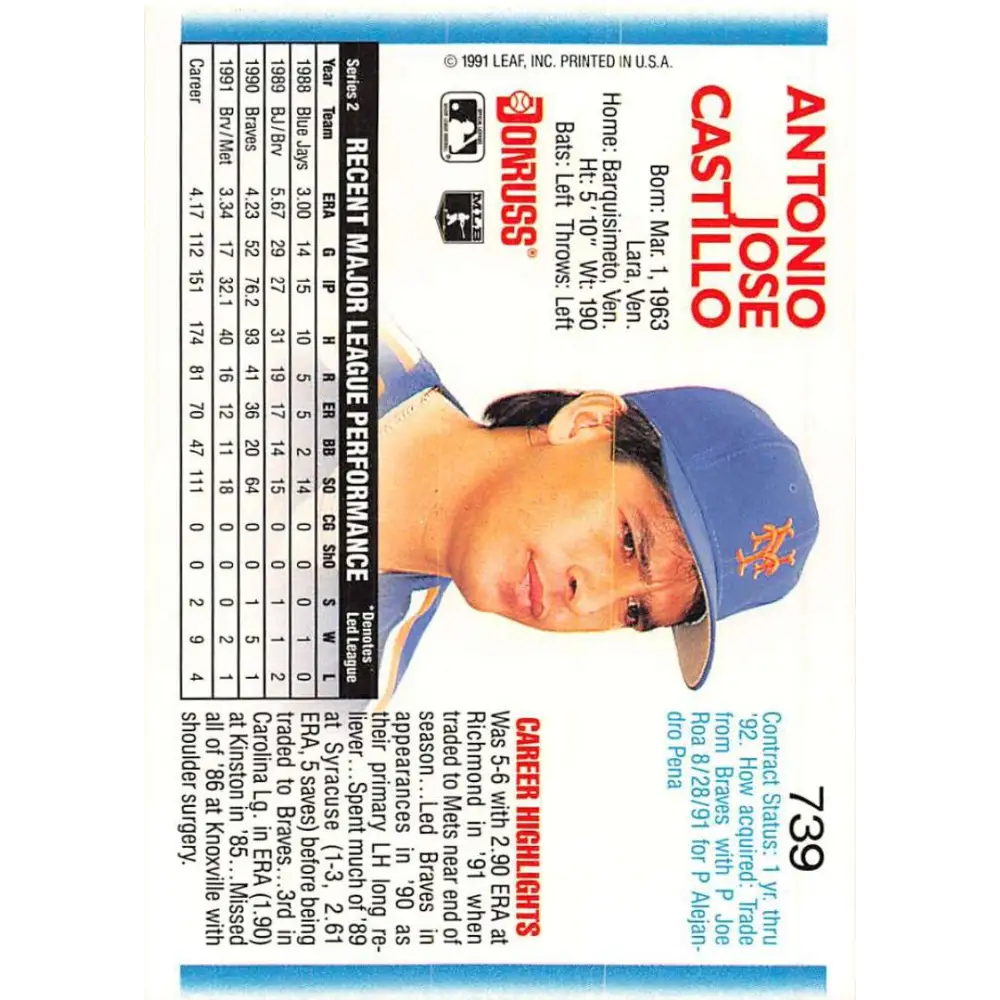 739
ANTONIO
JOSE
CASTILLO
Born: Mar. 1, 1963
Lara, Ven.
Home: Barquisimeto, Ven.
Ht: 5'10" Wt: 190
Bats: Left Throws: Left
DONRUSS®
MLB
© 1991 LEAF, INC. PRINTED IN U.S.A.
Contract Status: 1 yr. thru
'92. How acquired: Trade
from Braves with P Joe
Roa 8/28/91 for P Alejan-
dro Pena
NY
CAREER HIGHLIGHTS
Was 5-6 with 2.90 ERA at
Richmond in '91 when
traded to Mets near end of
season...Led Braves in
appearances in '90 as
their primary LH long re-
liever...Spent much of '89
at Syracuse (1-3, 2.61
ERA, 5 saves) before being
traded to Braves...3rd in
Carolina Lg. in ERA (1.90)
at Kinston in '85...Missed
all of '86 at Knoxville with
shoulder surgery.
Series 2 RECENT MAJOR LEAGUE PERFORMANCE *Denotes Led League
Year Team ERA G IP H R ER BB SO CG ShO S W L
1988 Blue Jays 3.00 14 15 10 5 5 2 14 0 0 0 1 0
1989 BJ/Brv 5.67 29 27 31 19 17 14 15 0 0 1 1 2
1990 Braves 4.23 52 76.2 93 41 36 20 64 0 0 1 5 1
1991 Brv/Met 3.34 17 32.1 40 16 12 11 18 0 0 0 2 1
Career 4.17 112 151 174 81 70 47 111 0 0 2 9 4